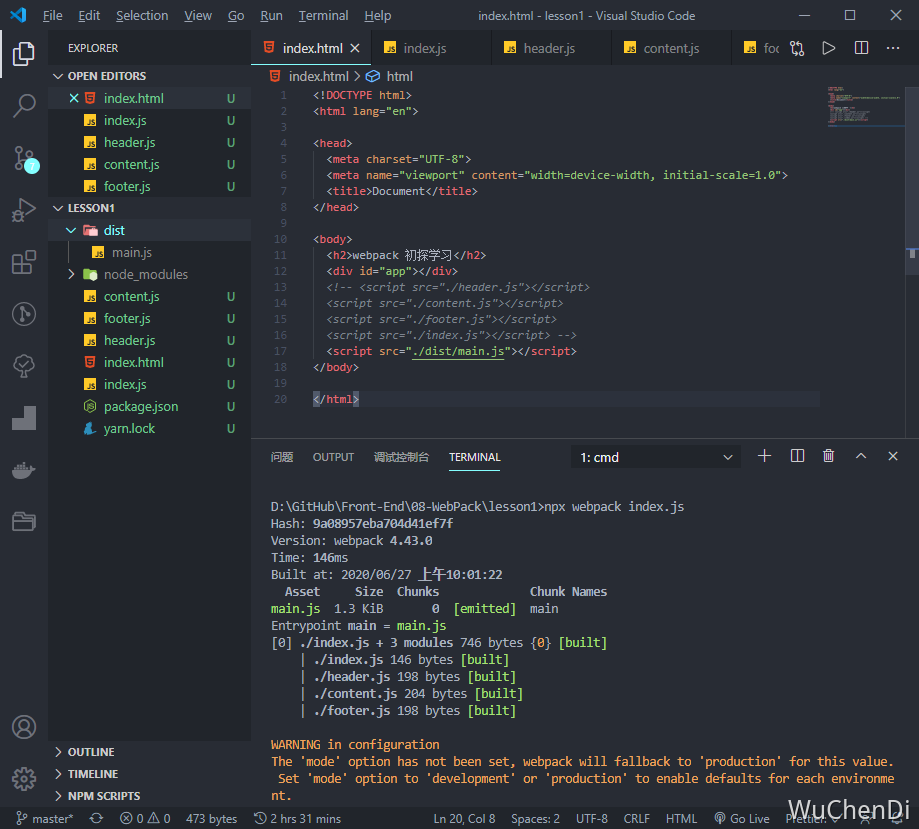 File Edit Selection View Go Run Terminal Help index.html - lesson1 - Visual Studio Code
EXPLORER
OPEN EDITORS
index.html U
index.js U
header.js U
content.js U
footer.js U
LESSON1
dist
main.js
node_modules
content.js U
footer.js U
header.js U
index.html U
index.js U
package.json U
yarn.lock U
OUTLINE
TIMELINE
NPM SCRIPTS
index.html index.js header.js content.js foo
index.html > html
1 <!DOCTYPE html>
2 <html lang="en">
3
4 <head>
5 <meta charset="UTF-8">
6 <meta name="viewport" content="width=device-width, initial-scale=1.0">
7 <title>Document</title>
8 </head>
9
10 <body>
11 <h2>webpack 初探学习</h2>
12 <div id="app"></div>
13 <!-- <script src="./header.js"></script>
14 <script src="./content.js"></script>
15 <script src="./footer.js"></script>
16 <script src="./index.js"></script> -->
17 <script src="./dist/main.js"></script>
18 </body>
19
20 </html>
问题 OUTPUT 调试控制台 TERMINAL 1: cmd
D:\GitHub\Front-End\08-WebPack\lesson1>npx webpack index.js
Hash: 9a08957eba704d41ef7f
Version: webpack 4.43.0
Time: 146ms
Built at: 2020/06/27 上午10:01:22
Asset Size Chunks Chunk Names
main.js 1.3 KiB 0 [emitted] main
Entrypoint main = main.js
[0] ./index.js + 3 modules 746 bytes {0} [built]
| ./index.js 146 bytes [built]
| ./header.js 198 bytes [built]
| ./content.js 204 bytes [built]
| ./footer.js 198 bytes [built]
WARNING in configuration
The 'mode' option has not been set, webpack will fallback to 'production' for this value.
Set 'mode' option to 'development' or 'production' to enable defaults for each environme
nt.
master* 0 0 473 bytes 2 hrs 31 mins Ln 20, Col 8 Spaces: 2 UTF-8 CRLF HTML Go Live Prettier:
WuChenDi